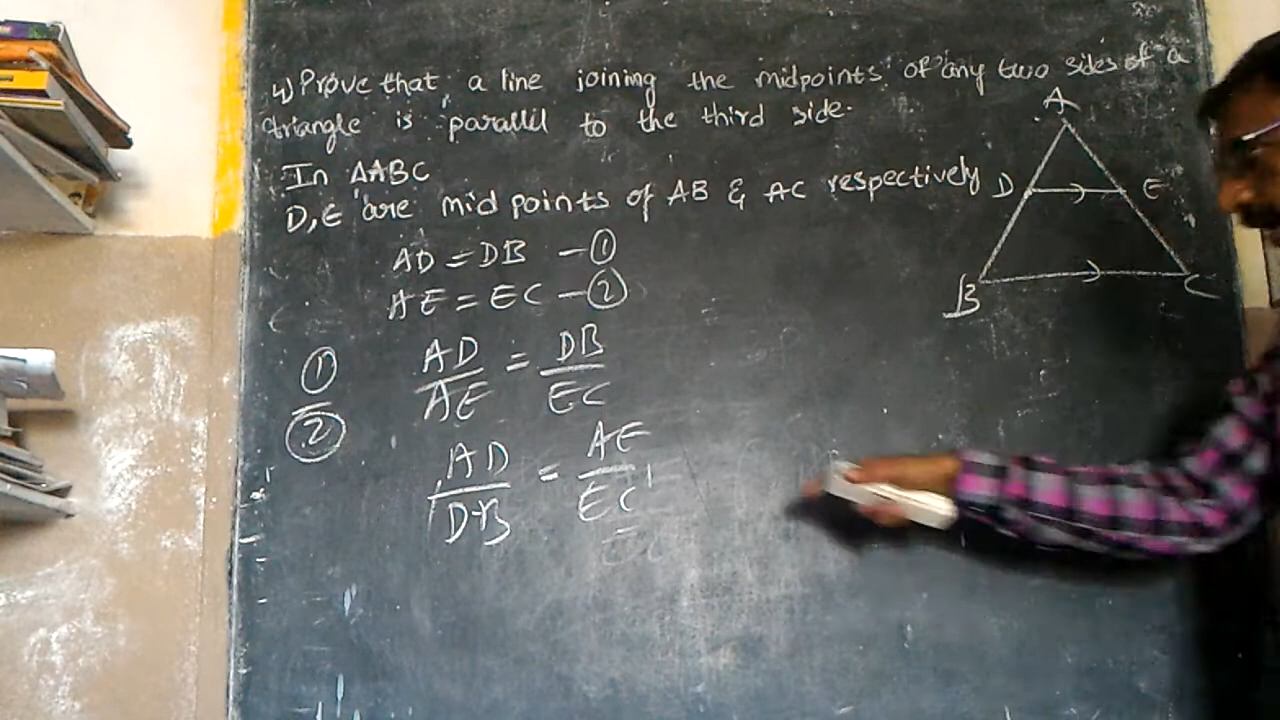 4) Prove that a line joining the midpoints of any two sides of a
triangle is parallel to the third side.
In ΔABC
D, E are mid points of AB & AC respectively
AD = DB - ①
AE = EC - ②
①/② AD/AE = DB/EC
AD/DB = AE/EC
A
D E
B C